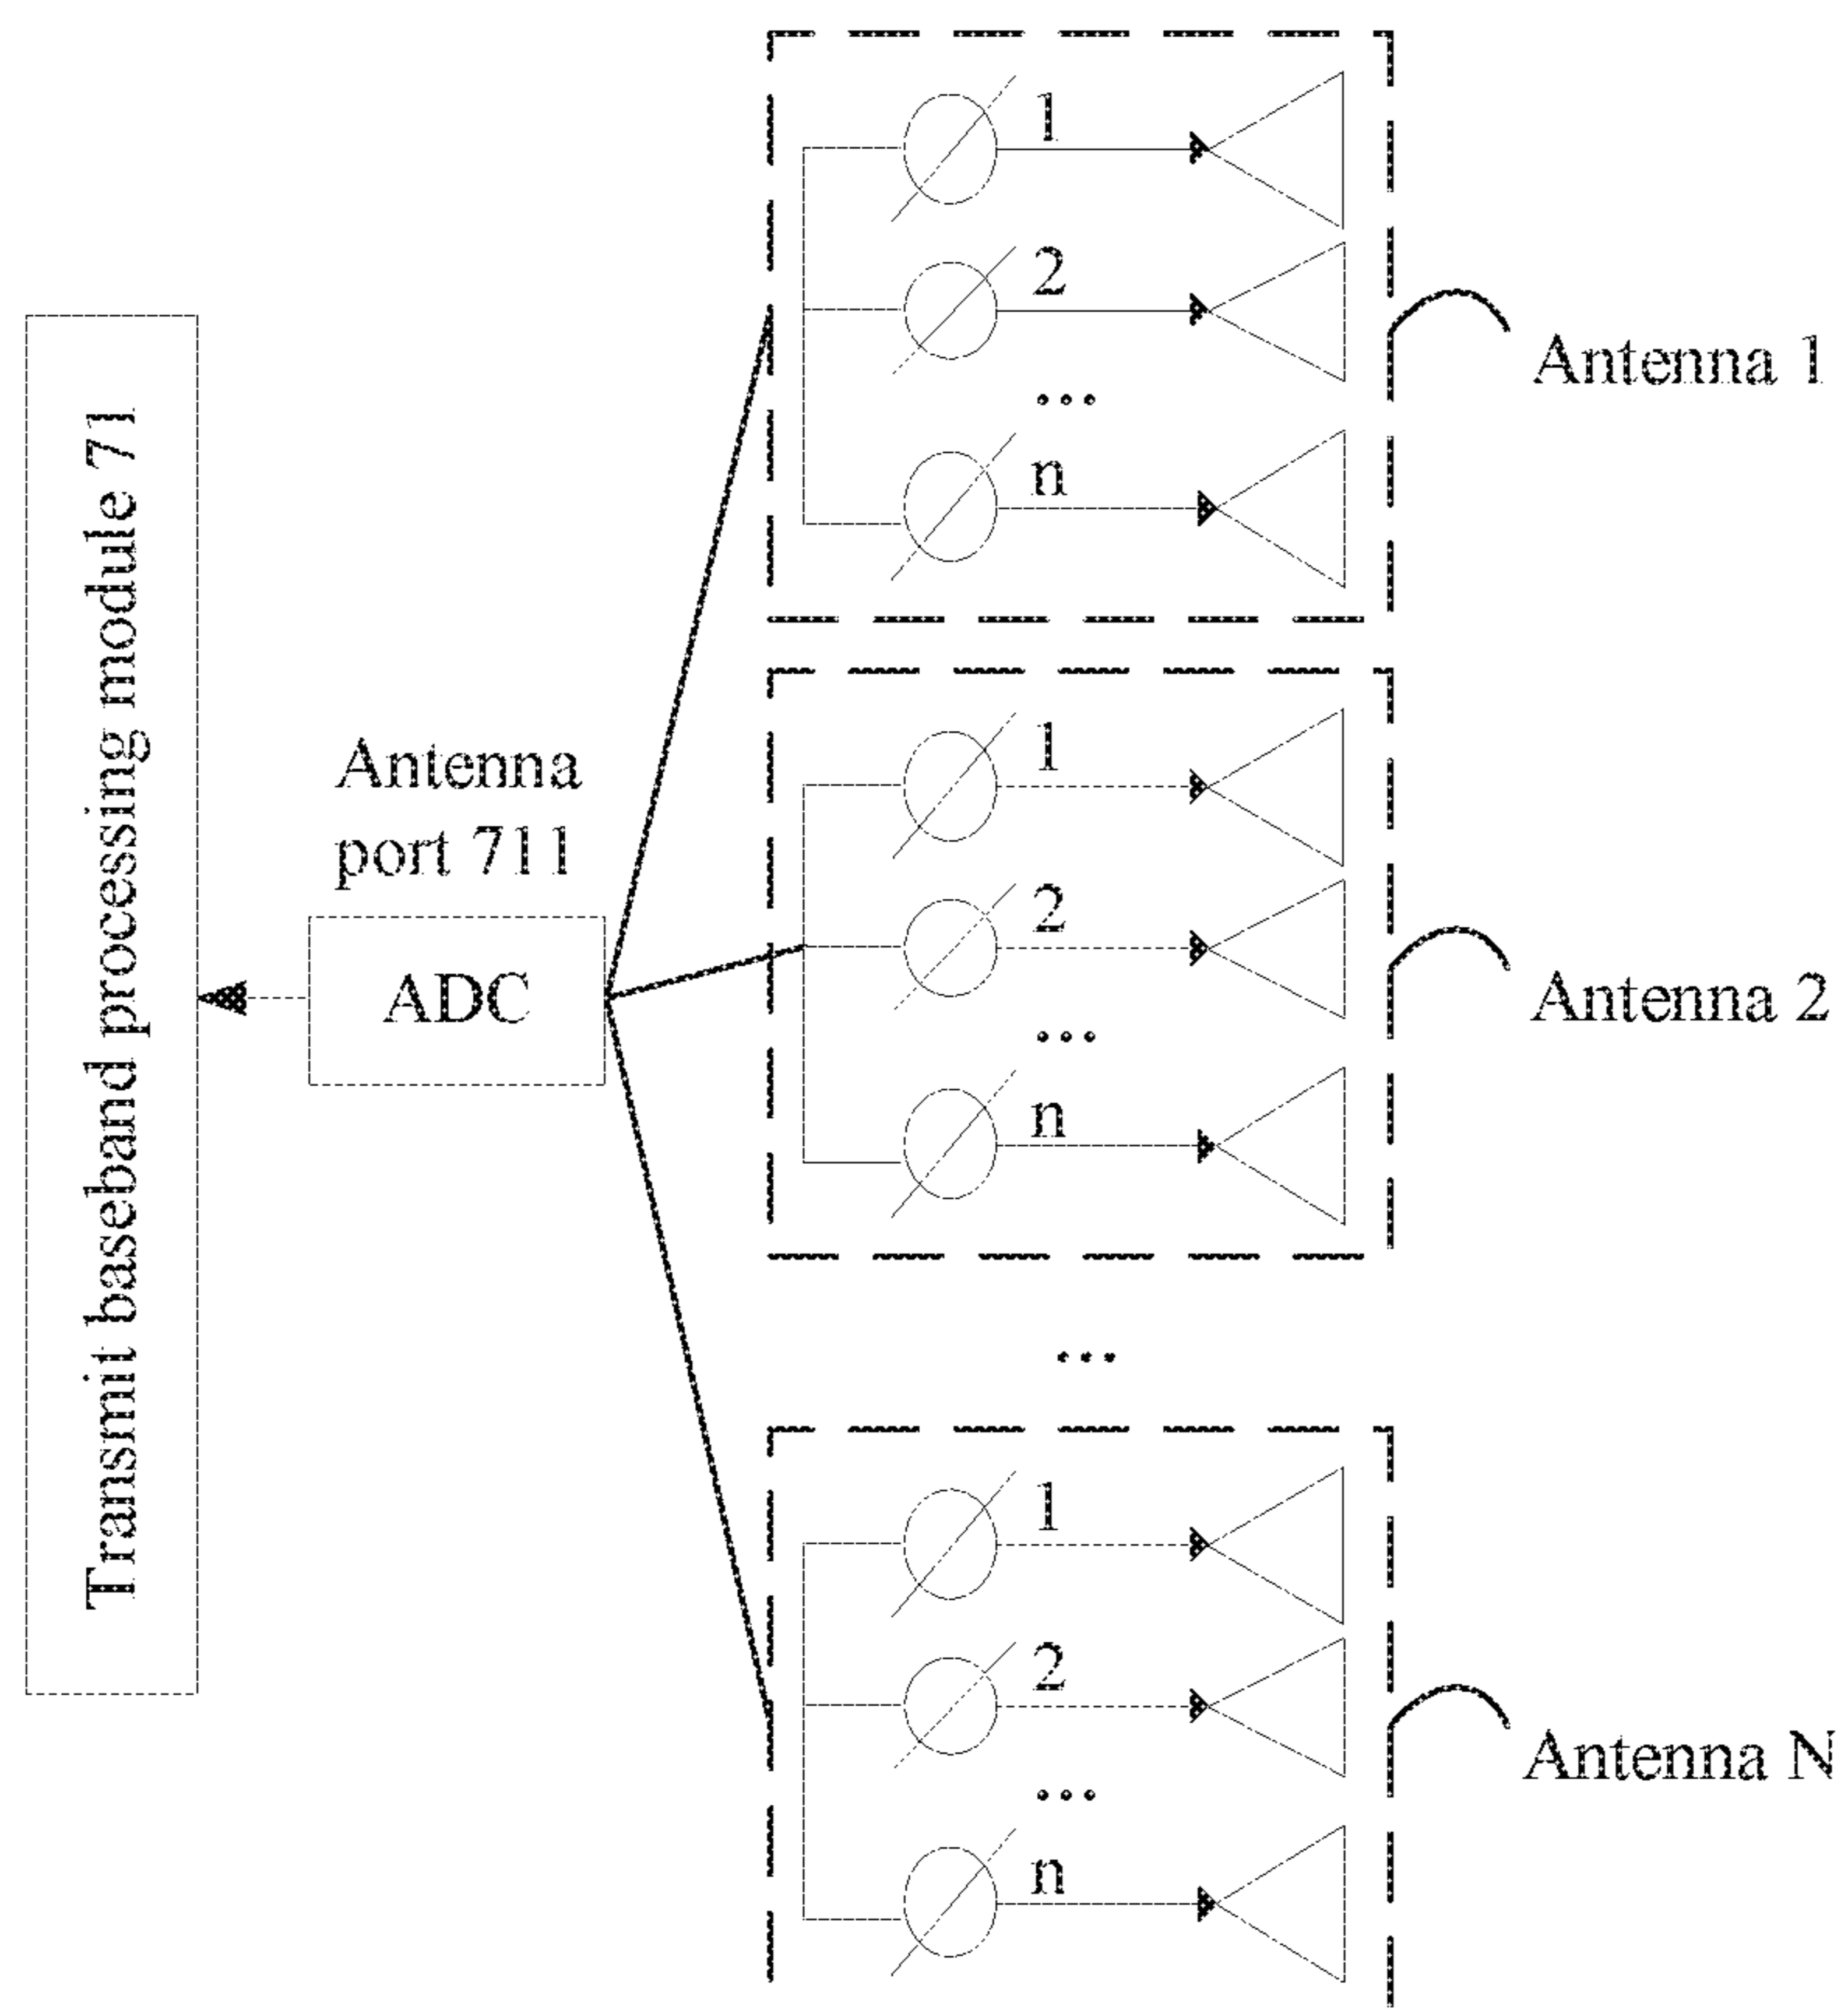 Transmit baseband processing module 71
Antenna
port 711
ADC
1
2
...
n
Antenna 1
1
2
...
n
Antenna 2
...
1
2
...
n
Antenna N